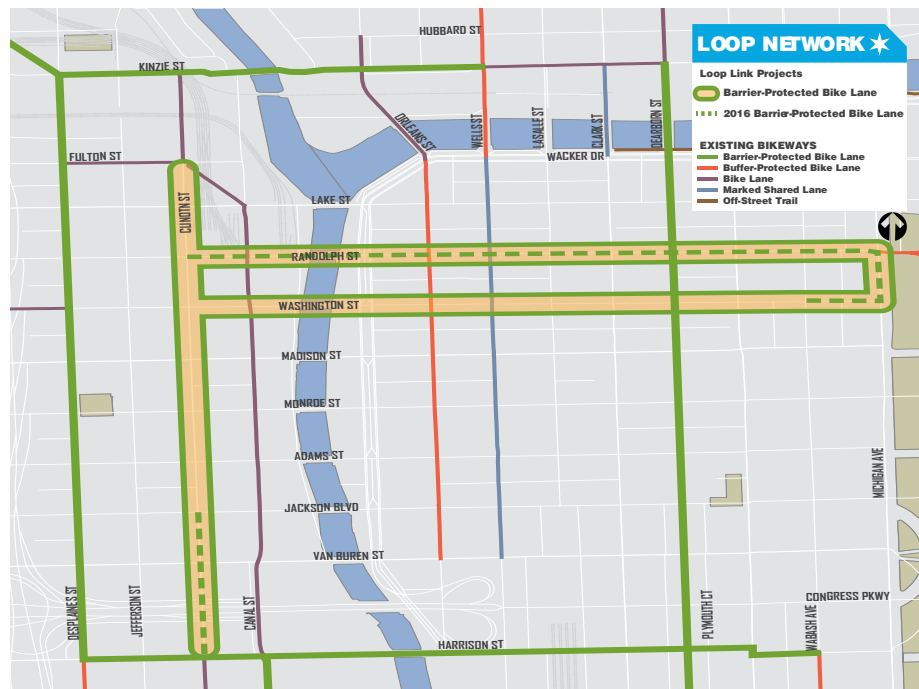 HUBBARD ST
LOOP NETWORK
KINZIE ST
Loop Link Projects
Barrier-Protected Bike Lane
2016 Barrier-Protected Bike Lane
ORLEANS ST
WELLS ST
LASALLE ST
CLARK ST
DEARBORN ST
EXISTING BIKEWAYS
Barrier-Protected Bike Lane
Buffer-Protected Bike Lane
Bike Lane
Marked Shared Lane
Off-Street Trail
FULTON ST
WACKER DR
CLINOTN ST
LAKE ST
RANDOLPH ST
WASHINGTON ST
MADISON ST
MONROE ST
ADAMS ST
MICHIGAN AVE
JACKSON BLVD
VAN BUREN ST
DESPLAINES ST
JEFFERSON ST
CANAL ST
PLYMOUTH CT
WABASH AVE
CONGRESS PKWY
HARRISON ST